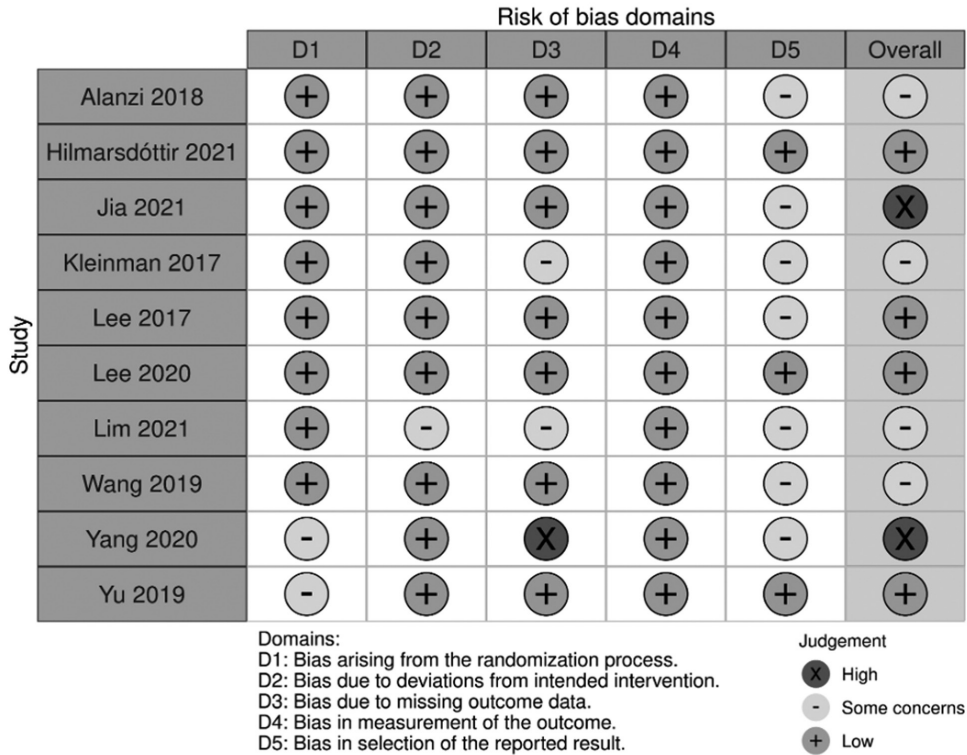 Risk of bias domains
D1 D2 D3 D4 D5 Overall
Study
Alanzi 2018 + + + + - -
Hilmarsdóttir 2021 + + + + + +
Jia 2021 + + + + - X
Kleinman 2017 + + - + - -
Lee 2017 + + + + - +
Lee 2020 + + + + + +
Lim 2021 + - - + - -
Wang 2019 + + + + - -
Yang 2020 - + X + - X
Yu 2019 - + + + + +
Domains:
D1: Bias arising from the randomization process.
D2: Bias due to deviations from intended intervention.
D3: Bias due to missing outcome data.
D4: Bias in measurement of the outcome.
D5: Bias in selection of the reported result.
Judgement
X High
- Some concerns
+ Low